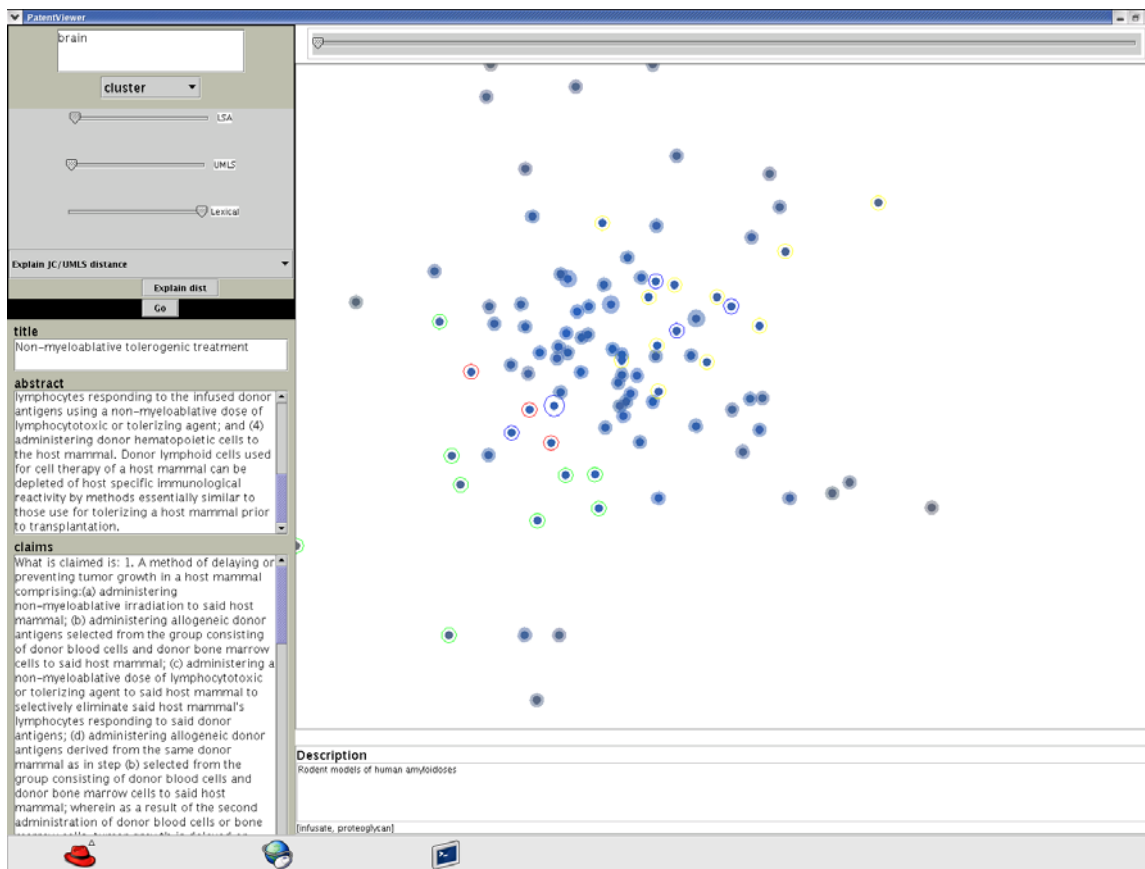 PatentViewer
brain
cluster
LSA
UMLS
Lexical
Explain JC/UMLS distance
Explain dist
Go
title
Non-myeloablative tolerogenic treatment
abstract
lymphocytes responding to the infused donor
antigens using a non-myeloablative dose of
lymphocytotoxic or tolerizing agent; and (4)
administering donor hematopoietic cells to
the host mammal. Donor lymphoid cells used
for cell therapy of a host mammal can be
depleted of host specific immunological
reactivity by methods essentially similar to
those use for tolerizing a host mammal prior
to transplantation.
claims
What is claimed is: 1. A method of delaying or
preventing tumor growth in a host mammal
comprising:(a) administering
non-myeloablative irradiation to said host
mammal; (b) administering allogeneic donor
antigens selected from the group consisting
of donor blood cells and donor bone marrow
cells to said host mammal; (c) administering a
non-myeloablative dose of lymphocytotoxic
or tolerizing agent to said host mammal to
selectively eliminate said host mammal's
lymphocytes responding to said donor
antigens; (d) administering allogeneic donor
antigens derived from the same donor
mammal as in step (b) selected from the
group consisting of donor blood cells and
donor bone marrow cells to said host
mammal; wherein as a result of the second
administration of donor blood cells or bone
Description
Rodent models of human amyloidoses
[infusate, proteoglycan]